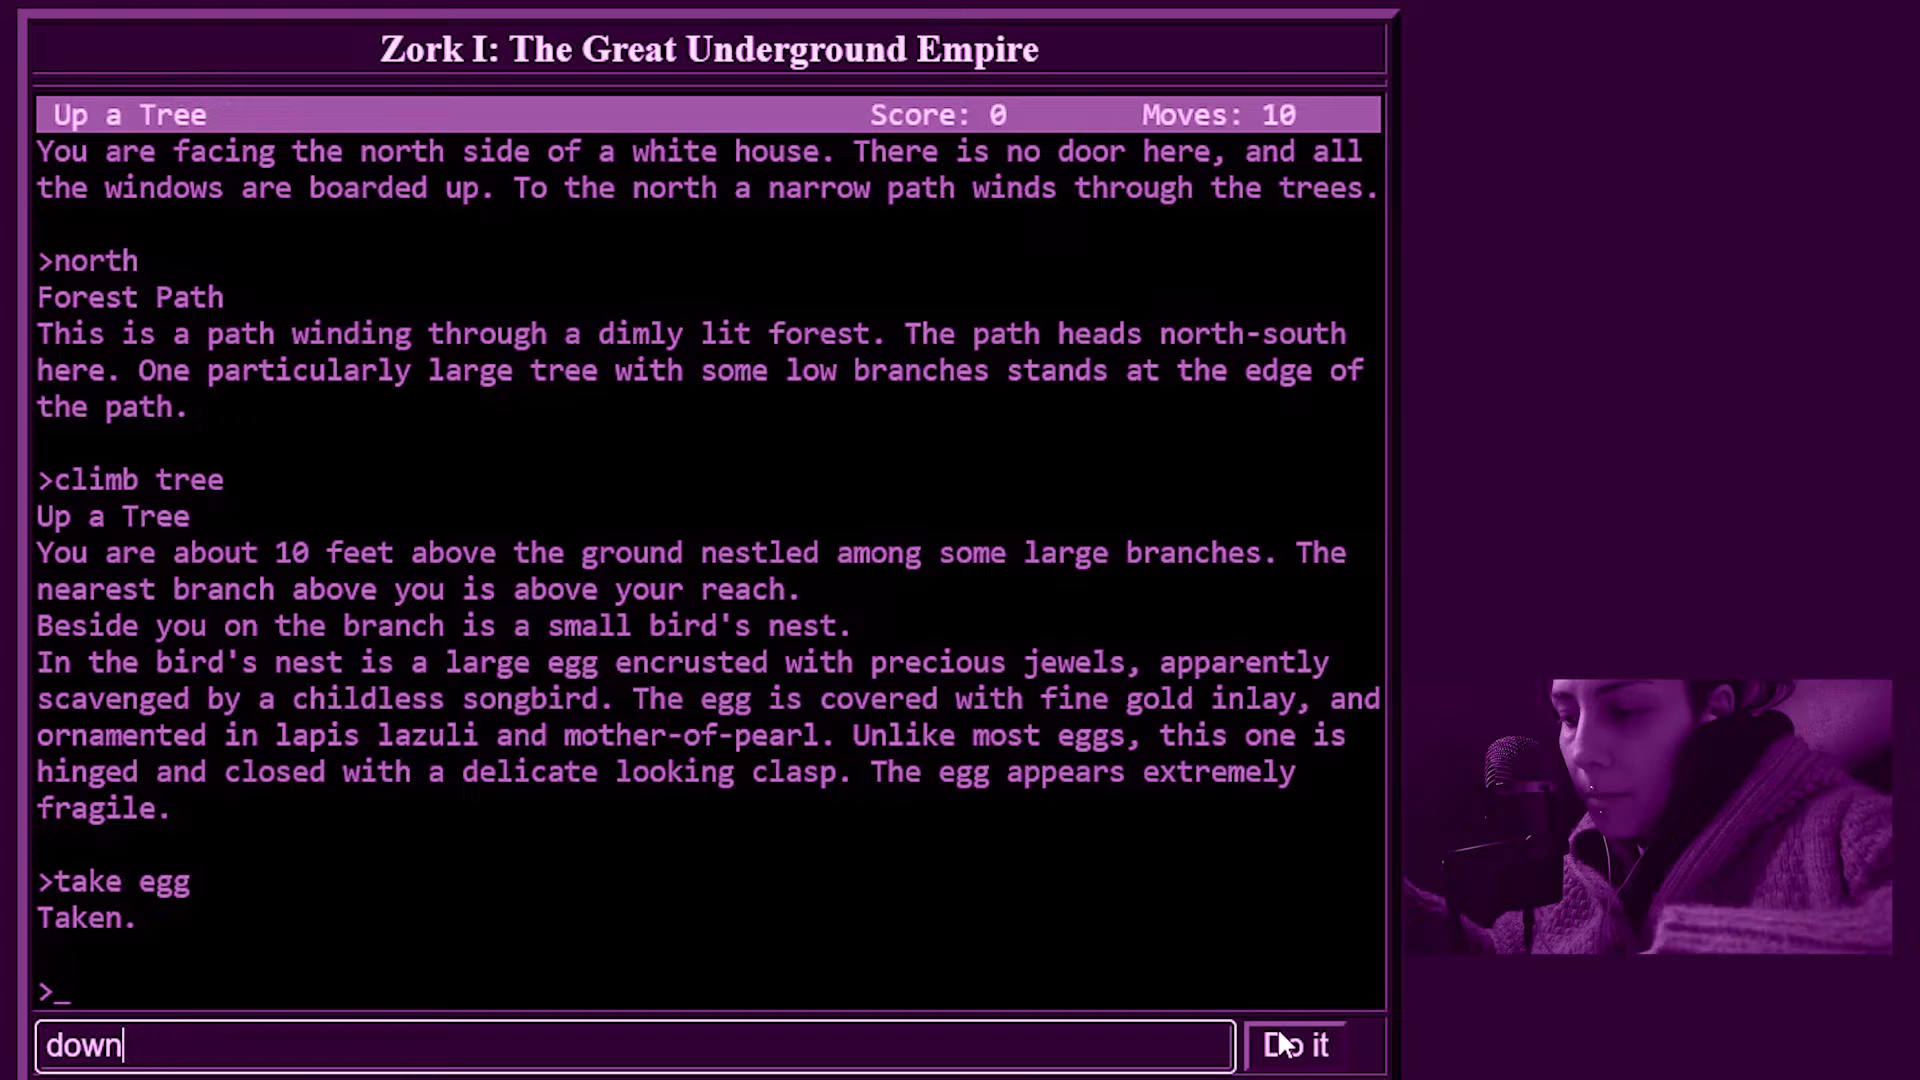 Zork I: The Great Underground Empire
Up a Tree Score: 0 Moves: 10
You are facing the north side of a white house. There is no door here, and all
the windows are boarded up. To the north a narrow path winds through the trees.
>north
Forest Path
This is a path winding through a dimly lit forest. The path heads north-south
here. One particularly large tree with some low branches stands at the edge of
the path.
>climb tree
Up a Tree
You are about 10 feet above the ground nestled among some large branches. The
nearest branch above you is above your reach.
Beside you on the branch is a small bird's nest.
In the bird's nest is a large egg encrusted with precious jewels, apparently
scavenged by a childless songbird. The egg is covered with fine gold inlay, and
ornamented in lapis lazuli and mother-of-pearl. Unlike most eggs, this one is
hinged and closed with a delicate looking clasp. The egg appears extremely
fragile.
>take egg
Taken.
>_
down
Do it